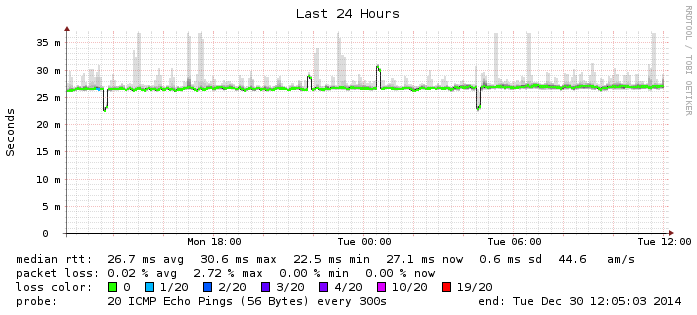 Last 24 Hours
RRDTOOL / TOBI OETIKER
Seconds
35 m
30 m
25 m
20 m
15 m
10 m
5 m
0
Mon 18:00 Tue 00:00 Tue 06:00 Tue 12:00
median rtt: 26.7 ms avg 30.6 ms max 22.5 ms min 27.1 ms now 0.6 ms sd 44.6 am/s
packet loss: 0.02 % avg 2.72 % max 0.00 % min 0.00 % now
loss color: 0 1/20 2/20 3/20 4/20 10/20 19/20
probe: 20 ICMP Echo Pings (56 Bytes) every 300s end: Tue Dec 30 12:05:03 2014